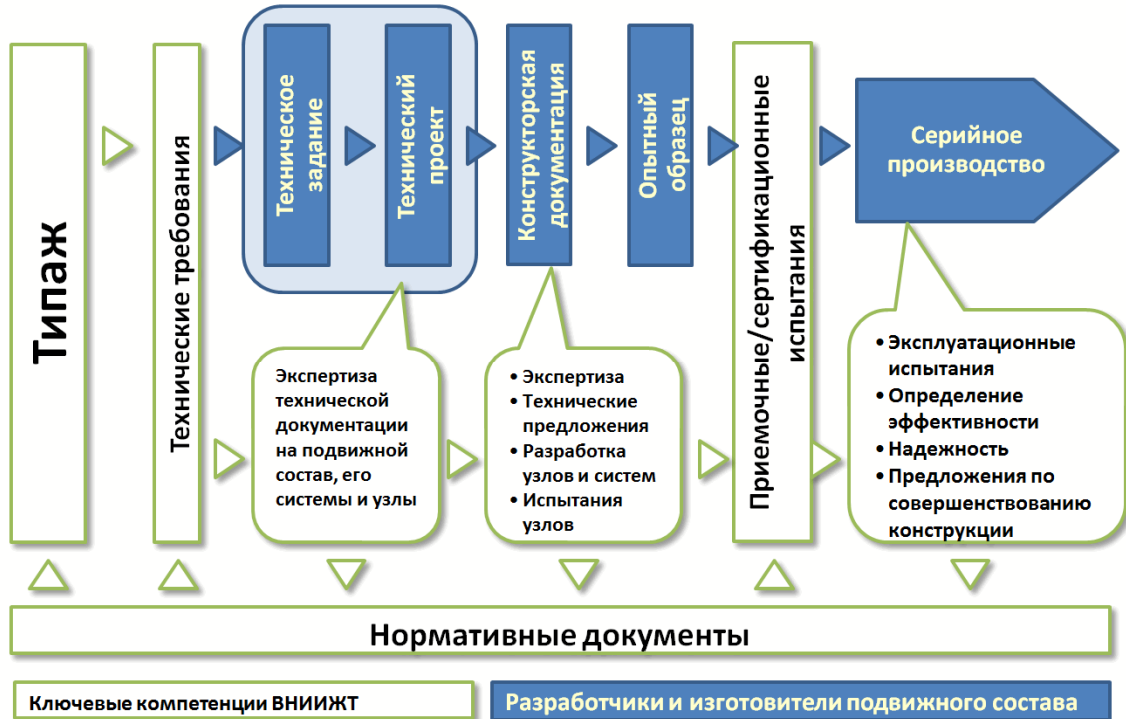 Типаж
Технические требования
Техническое
задание
Технический
проект
Конструкторская
документация
Опытный
образец
Приемочные/сертификационные
испытания
Серийное
производство
Экспертиза
технической
документации
на подвижной
состав, его
системы и узлы
• Экспертиза
• Технические
предложения
• Разработка
узлов и систем
• Испытания
узлов
• Эксплуатационные
испытания
• Определение
эффективности
• Надежность
• Предложения по
совершенствованию
конструкции
Нормативные документы
Ключевые компетенции ВНИИЖТ
Разработчики и изготовители подвижного состава